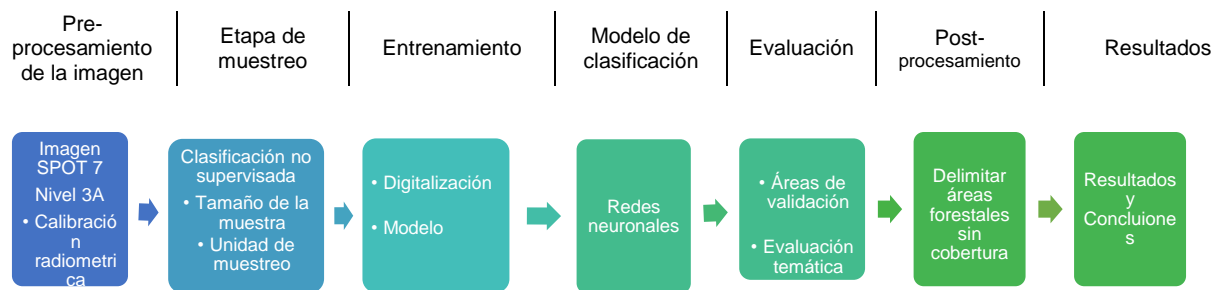 Pre-
procesamiento
de la imagen
Etapa de
muestreo
Entrenamiento
Modelo de
clasificación
Evaluación
Post-
procesamiento
Resultados
Imagen
SPOT 7
Nivel 3A
• Calibració
n
radiometri
ca
Clasificación no
supervisada
• Tamaño de la
muestra
• Unidad de
muestreo
• Digitalización
• Modelo
Redes
neuronales
• Áreas de
validación
• Evaluación
temática
Delimitar
áreas
forestales
sin
cobertura
Resultados
y
Concluione
s